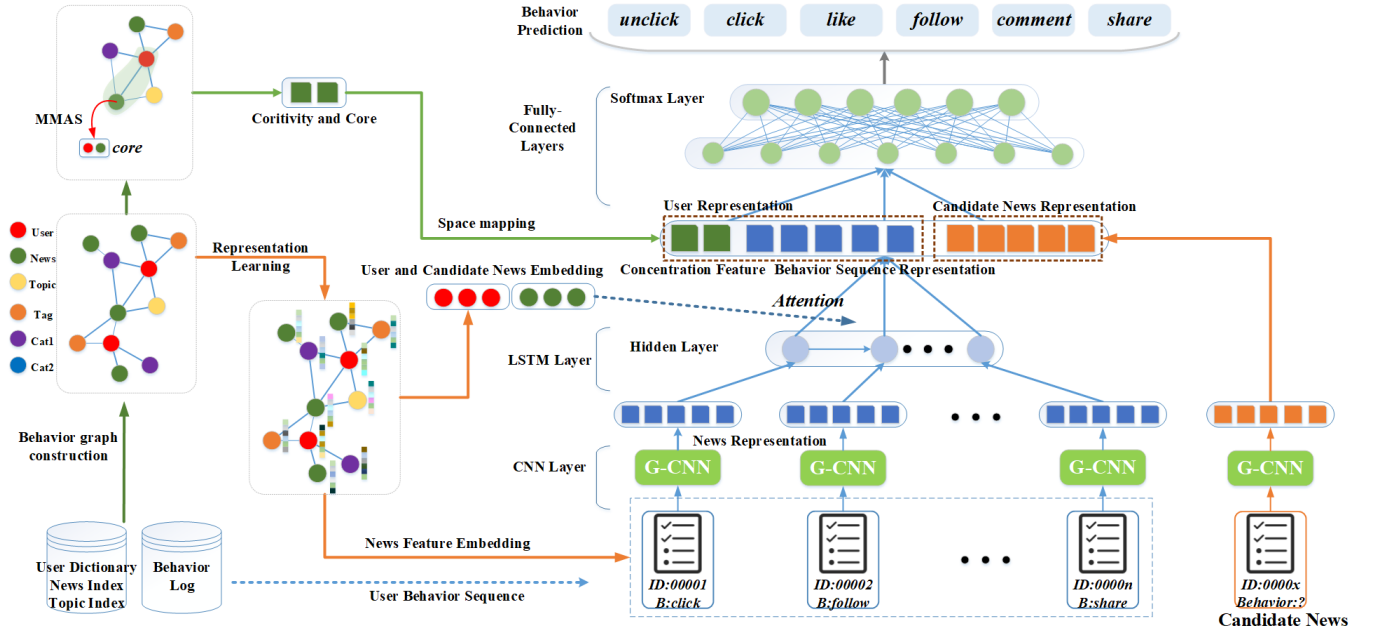 Behavior
Prediction
unclick
click
like
follow
comment
share
MMAS
core
Coritivity and Core
Fully-
Connected
Layers
Softmax Layer
User
News
Topic
Tag
Cat1
Cat2
Representation
Learning
Space mapping
User Representation
Candidate News Representation
Concentration Feature
Behavior Sequence Representation
User and Candidate News Embedding
Attention
LSTM Layer
Hidden Layer
Behavior graph
construction
News Representation
CNN Layer
G-CNN
G-CNN
G-CNN
G-CNN
News Feature Embedding
User Dictionary
News Index
Topic Index
Behavior
Log
User Behavior Sequence
ID:00001
B:click
ID:00002
B:follow
ID:0000n
B:share
ID:0000x
Behavior:?
Candidate News